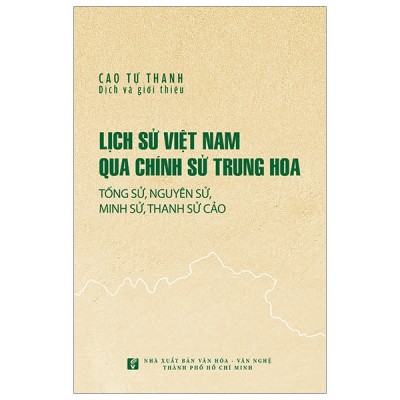 CAO TỰ THANH
Dịch và giới thiệu
LỊCH SỬ VIỆT NAM
QUA CHÍNH SỬ TRUNG HOA
TỐNG SỬ, NGUYÊN SỬ,
MINH SỬ, THANH SỬ CẢO
NHÀ XUẤT BẢN VĂN HÓA - VĂN NGHỆ
THÀNH PHỐ HỒ CHÍ MINH